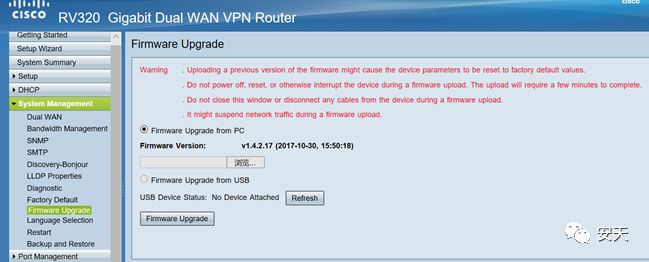 cisco
CISCO RV320 Gigabit Dual WAN VPN Router
Getting Started
Setup Wizard
System Summary
Setup
DHCP
System Management
Dual WAN
Bandwidth Management
SNMP
SMTP
Discovery-Bonjour
LLDP Properties
Diagnostic
Factory Default
Firmware Upgrade
Language Selection
Restart
Backup and Restore
Port Management
Firmware Upgrade
Warning . Uploading a previous version of the firmware might cause the device parameters to be reset to factory default values.
. Do not power off, reset, or otherwise interrupt the device during a firmware upload. The upload will require a few minutes to complete.
. Do not close this window or disconnect any cables from the device during a firmware upload.
. It might suspend network traffic during a firmware upload.
Firmware Upgrade from PC
Firmware Version: v1.4.2.17 (2017-10-30, 15:50:18)
浏览...
Firmware Upgrade from USB
USB Device Status: No Device Attached Refresh
Firmware Upgrade
安天